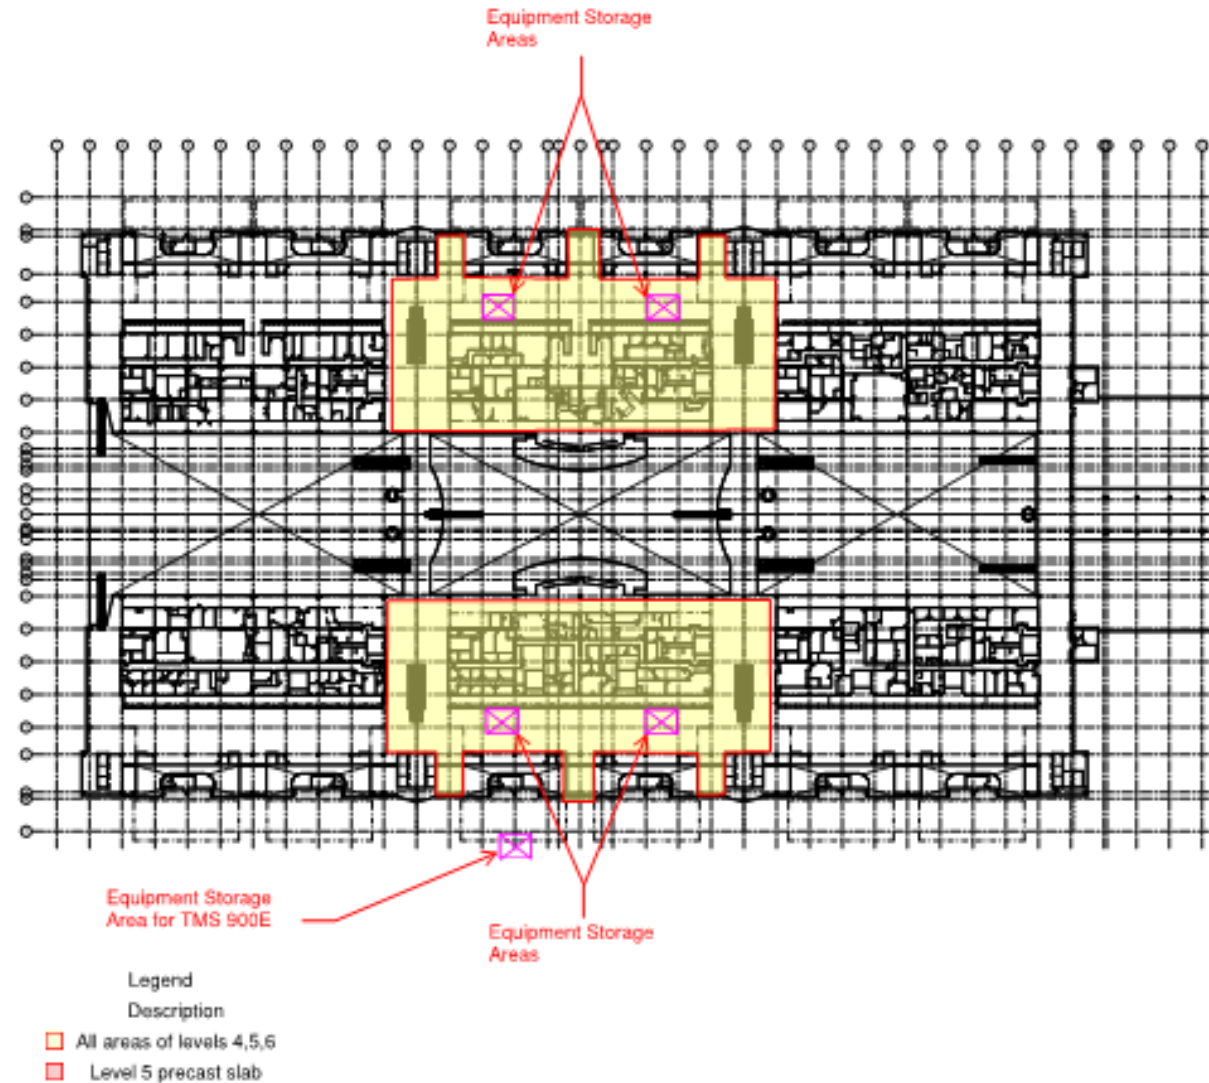 Equipment Storage
Areas
Equipment Storage
Area for TMS 900E
Equipment Storage
Areas
Legend
Description
All areas of levels 4,5,6
Level 5 precast slab